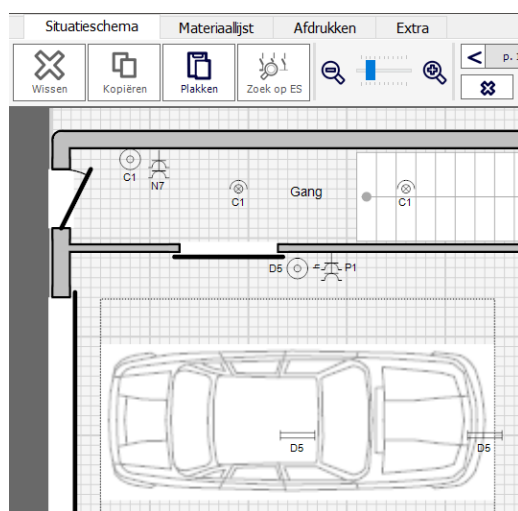 Situatieschema Materiaallijst Afdrukken Extra
Wissen Kopiëren Plakken Zoek op ES
< p.
C1 N7 C1 Gang C1
D5 h P1
D5 D5